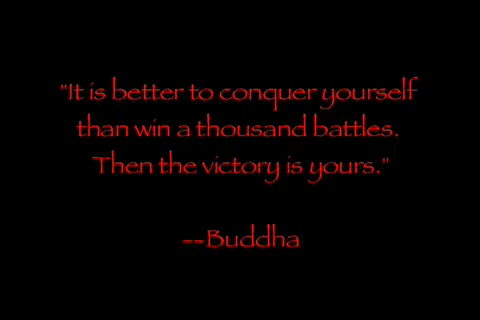 "It is better to conquer yourself
than win a thousand battles.
Then the victory is yours."
--Buddha